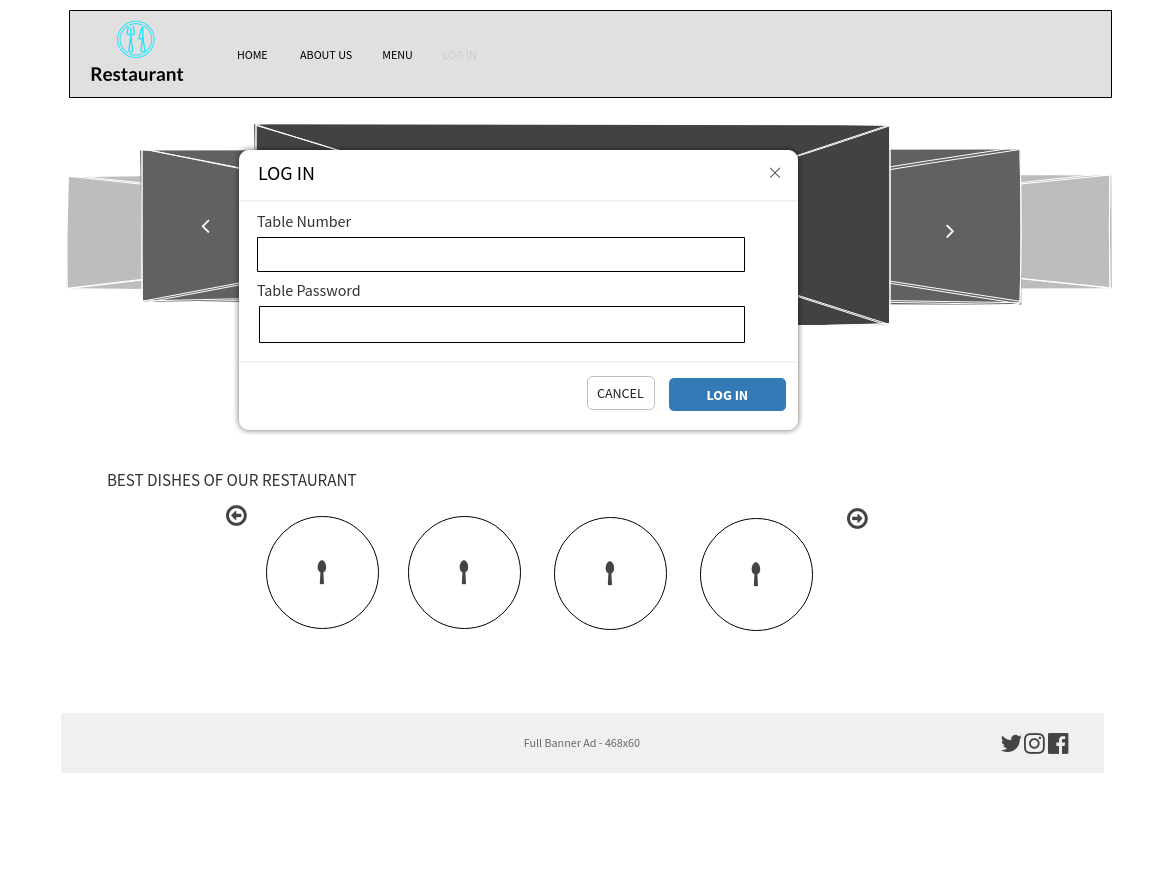 Restaurant
HOME ABOUT US MENU LOG IN
LOG IN
Table Number
Table Password
CANCEL LOG IN
BEST DISHES OF OUR RESTAURANT
Full Banner Ad - 468x60